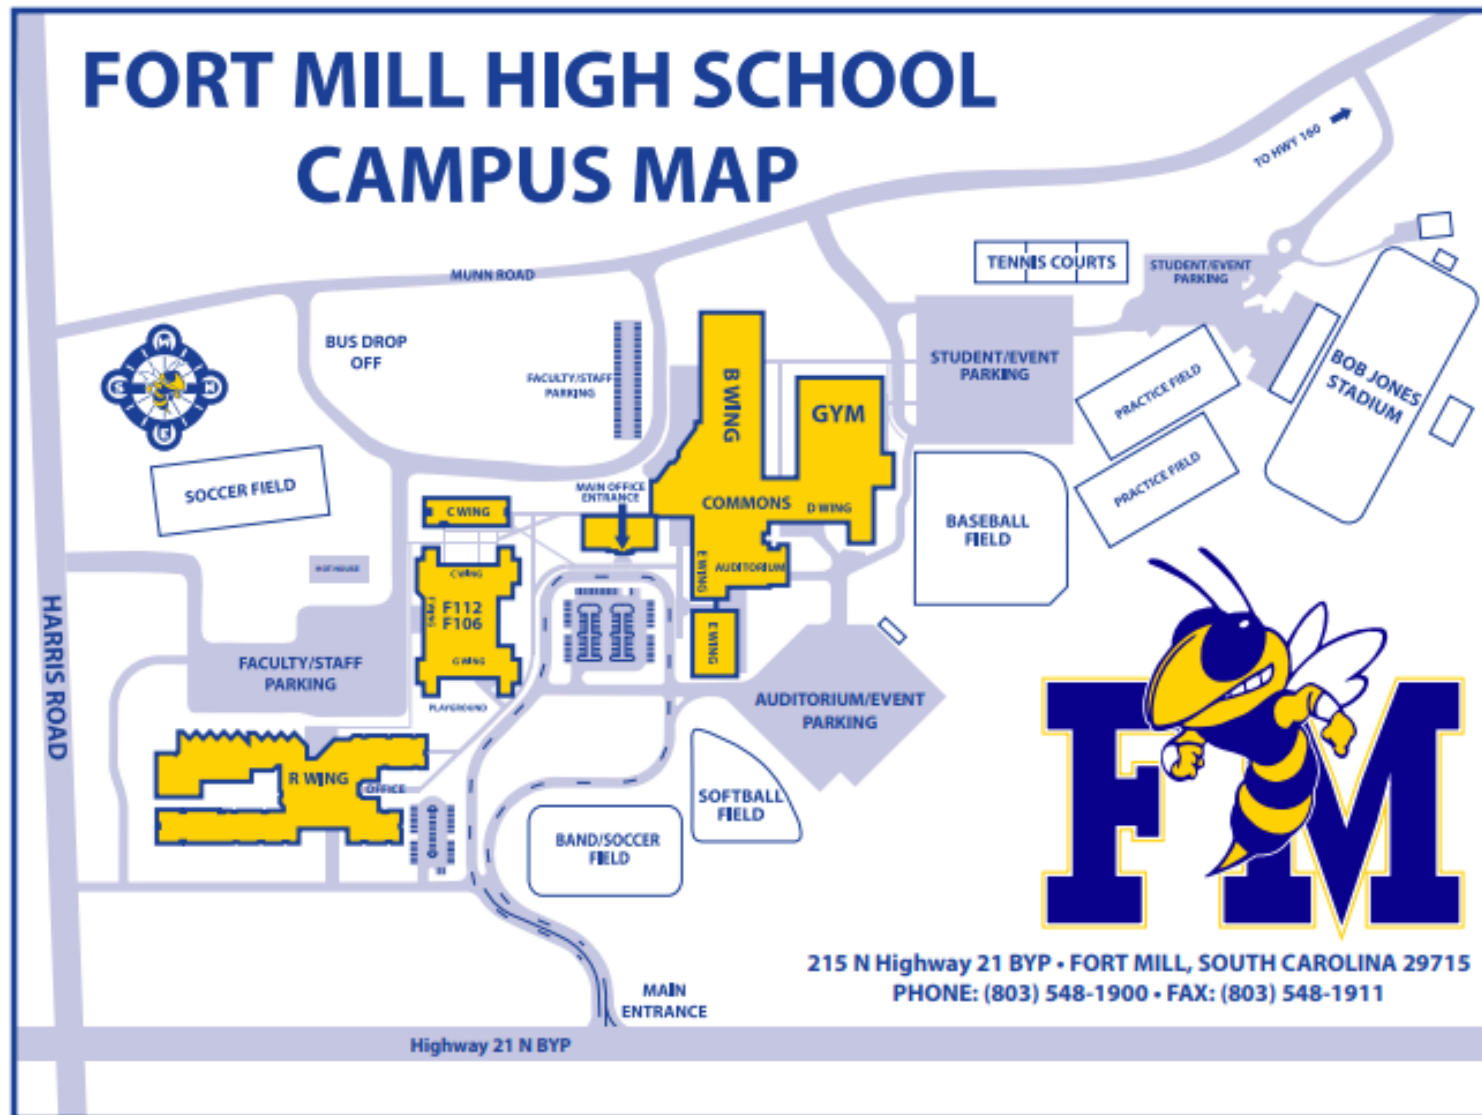 FORT MILL HIGH SCHOOL
CAMPUS MAP
TO HWY 160
MUNN ROAD
TENNIS COURTS
STUDENT/EVENT
PARKING
BUS DROP
OFF
FACULTY/STAFF
PARKING
B WING
GYM
STUDENT/EVENT
PARKING
PRACTICE FIELD
PRACTICE FIELD
BOB JONES
STADIUM
W
S
N
E
SOCCER FIELD
MAIN OFFICE
ENTRANCE
C WING
COMMONS
D WING
BASEBALL
FIELD
HOT HOUSE
C WING
F WING
F112
F106
G WING
E WING
AUDITORIUM
E WING
HARRIS ROAD
FACULTY/STAFF
PARKING
PLAYGROUND
AUDITORIUM/EVENT
PARKING
R WING
OFFICE
SOFTBALL
FIELD
BAND/SOCCER
FIELD
FM
215 N Highway 21 BYP • FORT MILL, SOUTH CAROLINA 29715
PHONE: (803) 548-1900 • FAX: (803) 548-1911
MAIN
ENTRANCE
Highway 21 N BYP